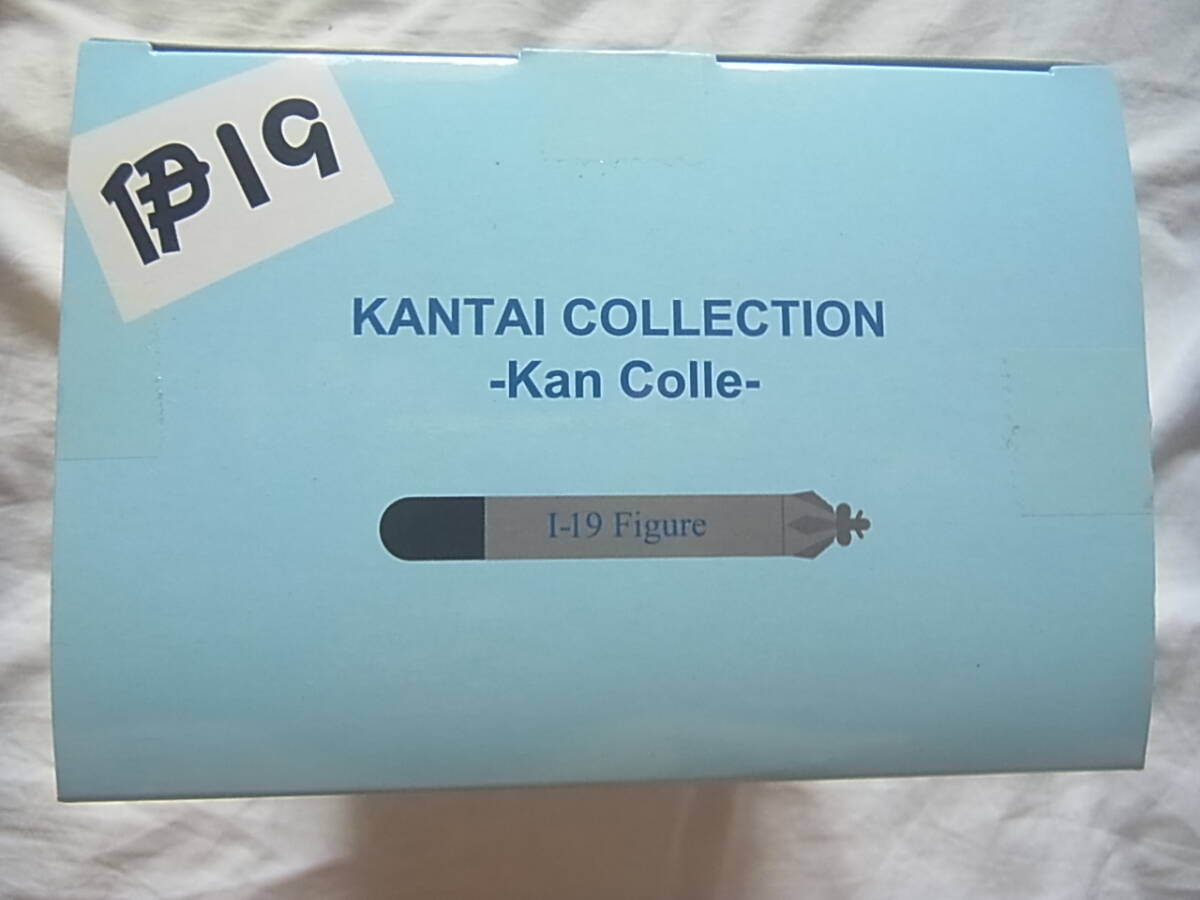 伊19
KANTAI COLLECTION
-Kan Colle-
I-19 Figure